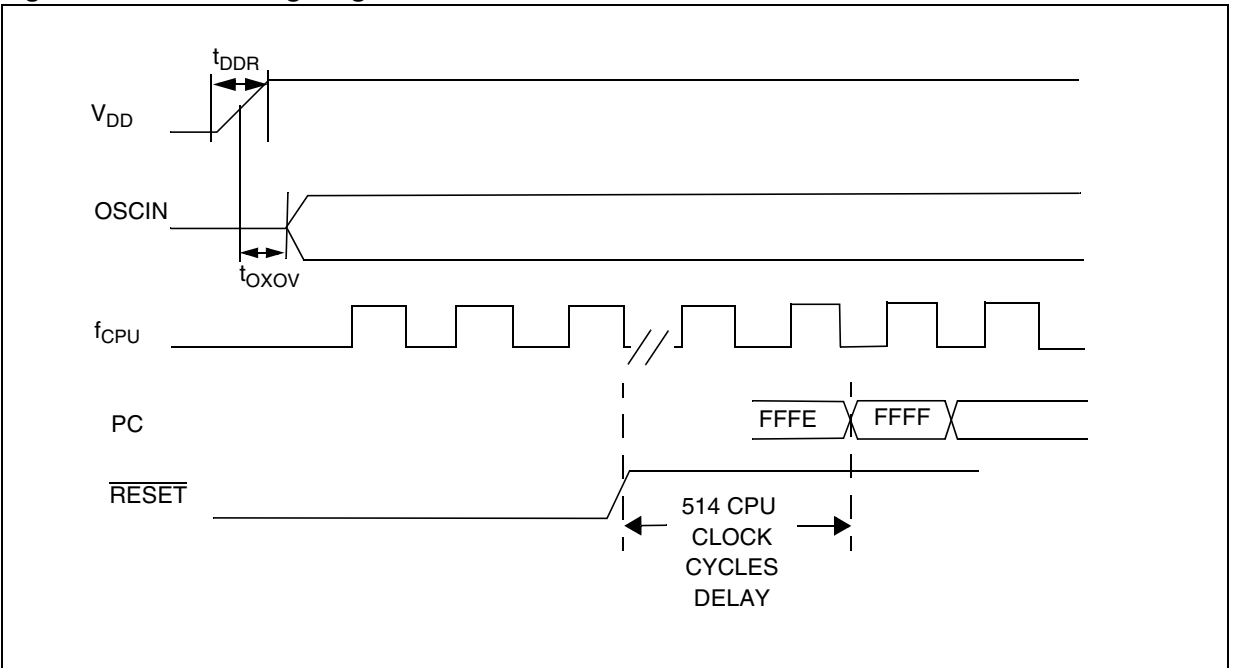 tDDR
VDD
OSCIN
tOXOV
fCPU
PC
FFFE
FFFF
RESET
514 CPU
CLOCK
CYCLES
DELAY